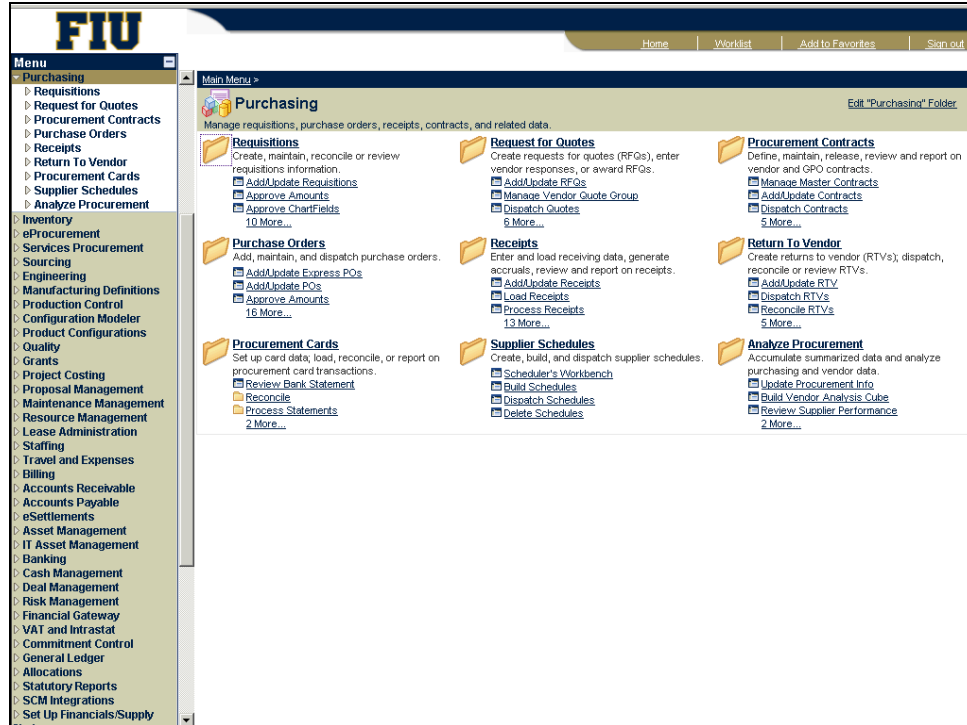 FIU
Home
Worklist
Add to Favorites
Sign out
Menu
Purchasing
Requisitions
Request for Quotes
Procurement Contracts
Purchase Orders
Receipts
Return To Vendor
Procurement Cards
Supplier Schedules
Analyze Procurement
Inventory
eProcurement
Services Procurement
Sourcing
Engineering
Manufacturing Definitions
Production Control
Configuration Modeler
Product Configurations
Quality
Grants
Project Costing
Proposal Management
Maintenance Management
Resource Management
Lease Administration
Staffing
Travel and Expenses
Billing
Accounts Receivable
Accounts Payable
eSettlements
Asset Management
IT Asset Management
Banking
Cash Management
Deal Management
Risk Management
Financial Gateway
VAT and Intrastat
Commitment Control
General Ledger
Allocations
Statutory Reports
SCM Integrations
Set Up Financials/Supply
Main Menu >
Purchasing
Edit "Purchasing" Folder
Manage requisitions, purchase orders, receipts, contracts, and related data.
Requisitions
Create, maintain, reconcile or review
requisitions information.
Add/Update Requisitions
Approve Amounts
Approve ChartFields
10 More...
Request for Quotes
Create requests for quotes (RFQs), enter
vendor responses, or award RFQs.
Add/Update RFQs
Manage Vendor Quote Group
Dispatch Quotes
6 More...
Procurement Contracts
Define, maintain, release, review and report on
vendor and GPO contracts.
Manage Master Contracts
Add/Update Contracts
Dispatch Contracts
5 More...
Purchase Orders
Add, maintain, and dispatch purchase orders.
Add/Update Express POs
Add/Update POs
Approve Amounts
16 More...
Receipts
Enter and load receiving data, generate
accruals, review and report on receipts.
Add/Update Receipts
Load Receipts
Process Receipts
13 More...
Return To Vendor
Create returns to vendor (RTVs); dispatch,
reconcile or review RTVs.
Add/Update RTV
Dispatch RTVs
Reconcile RTVs
5 More...
Procurement Cards
Set up card data; load, reconcile, or report on
procurement card transactions.
Review Bank Statement
Reconcile
Process Statements
2 More...
Supplier Schedules
Create, build, and dispatch supplier schedules.
Scheduler's Workbench
Build Schedules
Dispatch Schedules
Delete Schedules
Analyze Procurement
Accumulate summarized data and analyze
purchasing and vendor data.
Update Procurement Info
Build Vendor Analysis Cube
Review Supplier Performance
2 More...